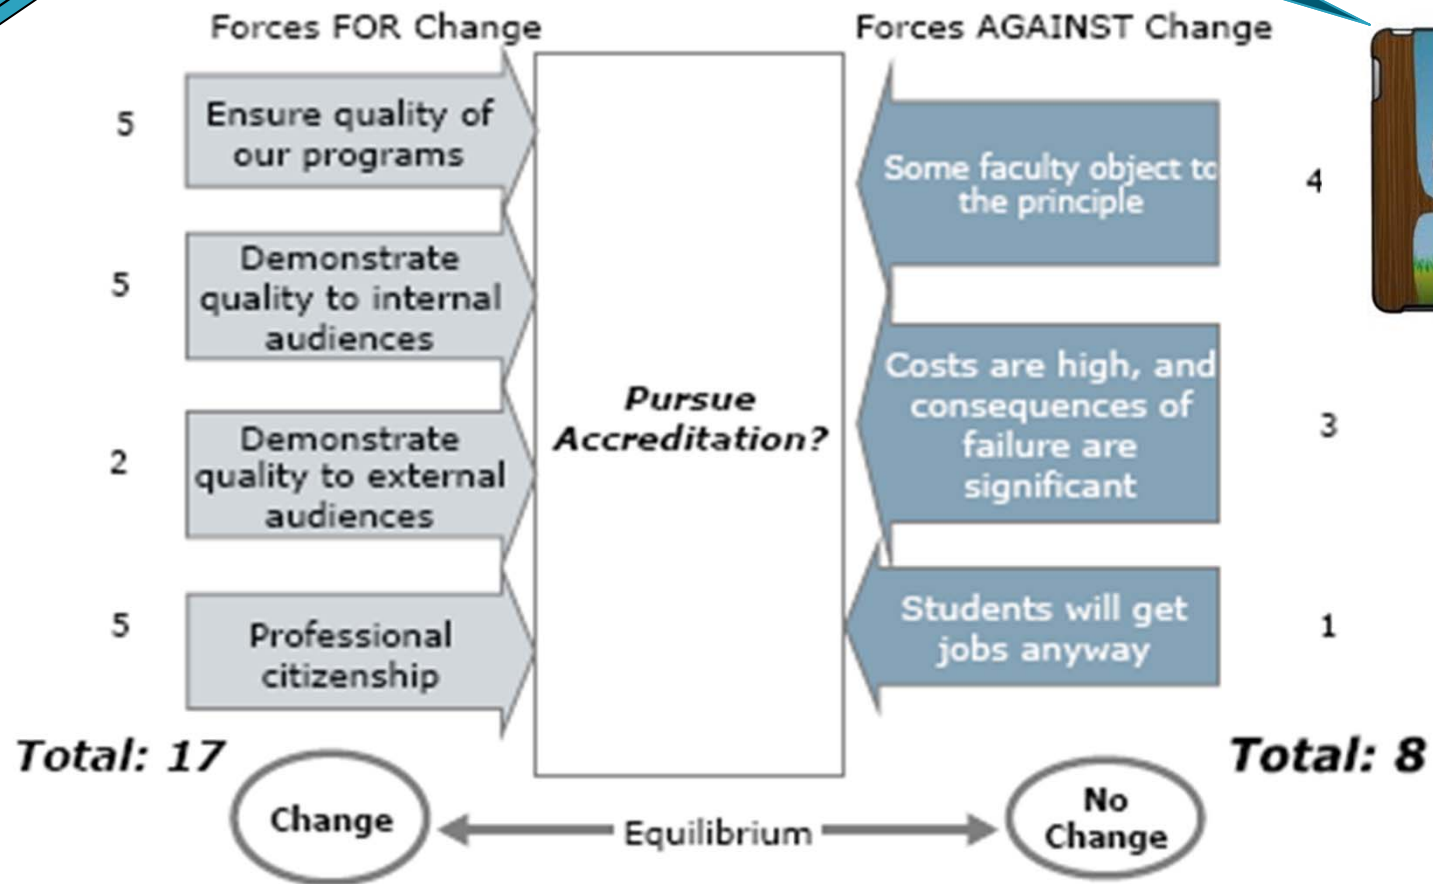 Forces FOR Change
Forces AGAINST Change
5
Ensure quality of
our programs
5
Demonstrate
quality to internal
audiences
2
Demonstrate
quality to external
audiences
5
Professional
citizenship
Total: 17
Pursue
Accreditation?
Some faculty object to
the principle
4
Costs are high, and
consequences of
failure are
significant
3
Students will get
jobs anyway
1
Total: 8
Change
Equilibrium
No
Change